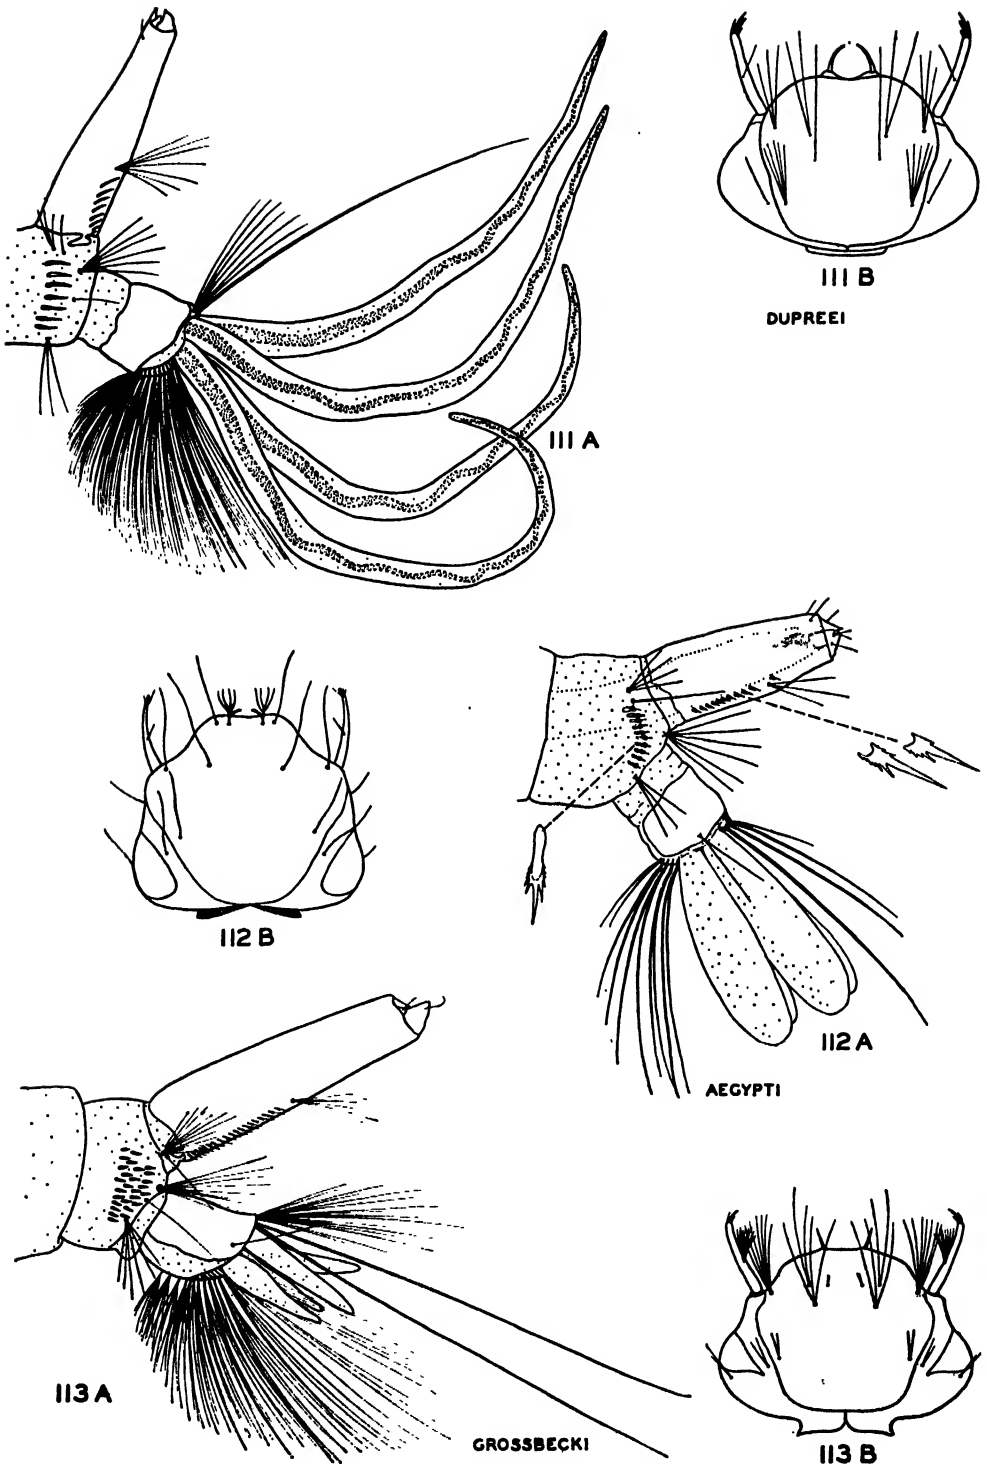 111 B
DUPREEI
111 A
112 B
112 A
AEGYPTI
113 A
GROSSBECKI
113 B